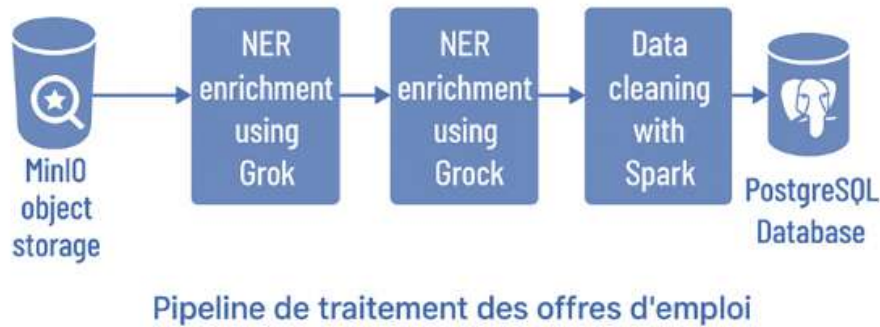 MinIO
object
storage
NER
enrichment
using
Grok
NER
enrichment
using
Grock
Data
cleaning
with
Spark
PostgreSQL
Database
Pipeline de traitement des offres d'emploi